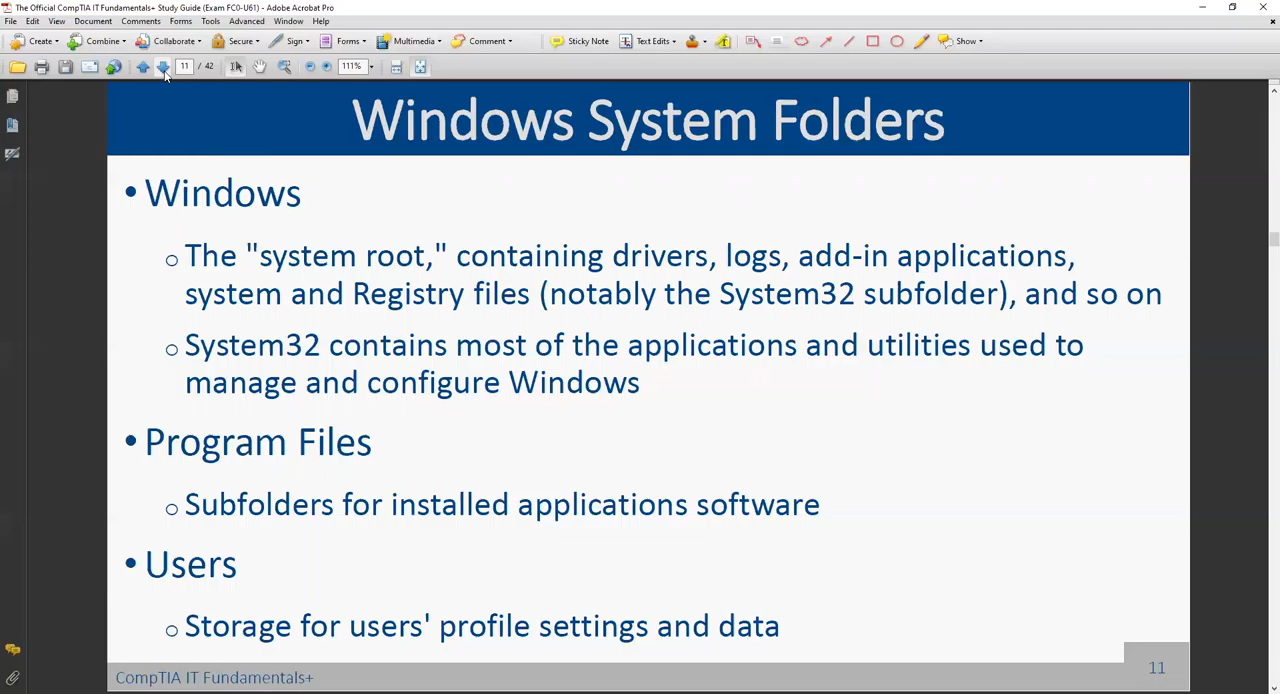 The Official CompTIA IT Fundamentals+ Study Guide (Exam FC0-U61) - Adobe Acrobat Pro
File Edit View Document Comments Forms Tools Advanced Window Help
Create Combine Collaborate Secure Sign Forms Multimedia Comment Sticky Note Text Edits Show
11 / 42 111%
Windows System Folders
• Windows
o The "system root," containing drivers, logs, add-in applications,
system and Registry files (notably the System32 subfolder), and so on
o System32 contains most of the applications and utilities used to
manage and configure Windows
• Program Files
o Subfolders for installed applications software
• Users
o Storage for users' profile settings and data
CompTIA IT Fundamentals+ 11